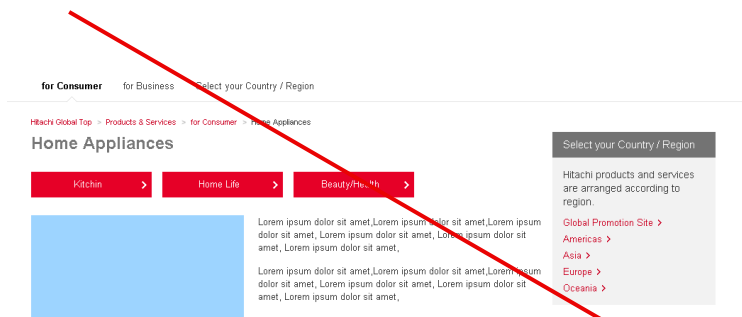 for Consumer for Business Select your Country / Region
Hitachi Global Top > Products & Services > for Consumer > Home Appliances
Home Appliances
Kitchin
Home Life
Beauty/Health
Lorem ipsum dolor sit amet,Lorem ipsum dolor sit amet,Lorem ipsum
dolor sit amet, Lorem ipsum dolor sit amet, Lorem ipsum dolor sit
amet, Lorem ipsum dolor sit amet,
Lorem ipsum dolor sit amet,Lorem ipsum dolor sit amet,Lorem ipsum
dolor sit amet, Lorem ipsum dolor sit amet, Lorem ipsum dolor sit
amet, Lorem ipsum dolor sit amet,
Select your Country / Region
Hitachi products and services
are arranged according to
region.
Global Promotion Site >
Americas >
Asia >
Europe >
Oceania >